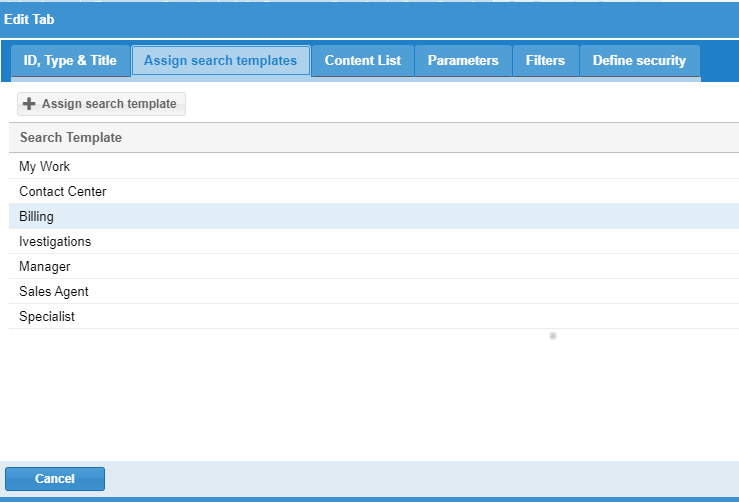 Edit Tab
ID, Type & Title Assign search templates Content List Parameters Filters Define security
Assign search template
Search Template
My Work
Contact Center
Billing
Ivestigations
Manager
Sales Agent
Specialist
Cancel